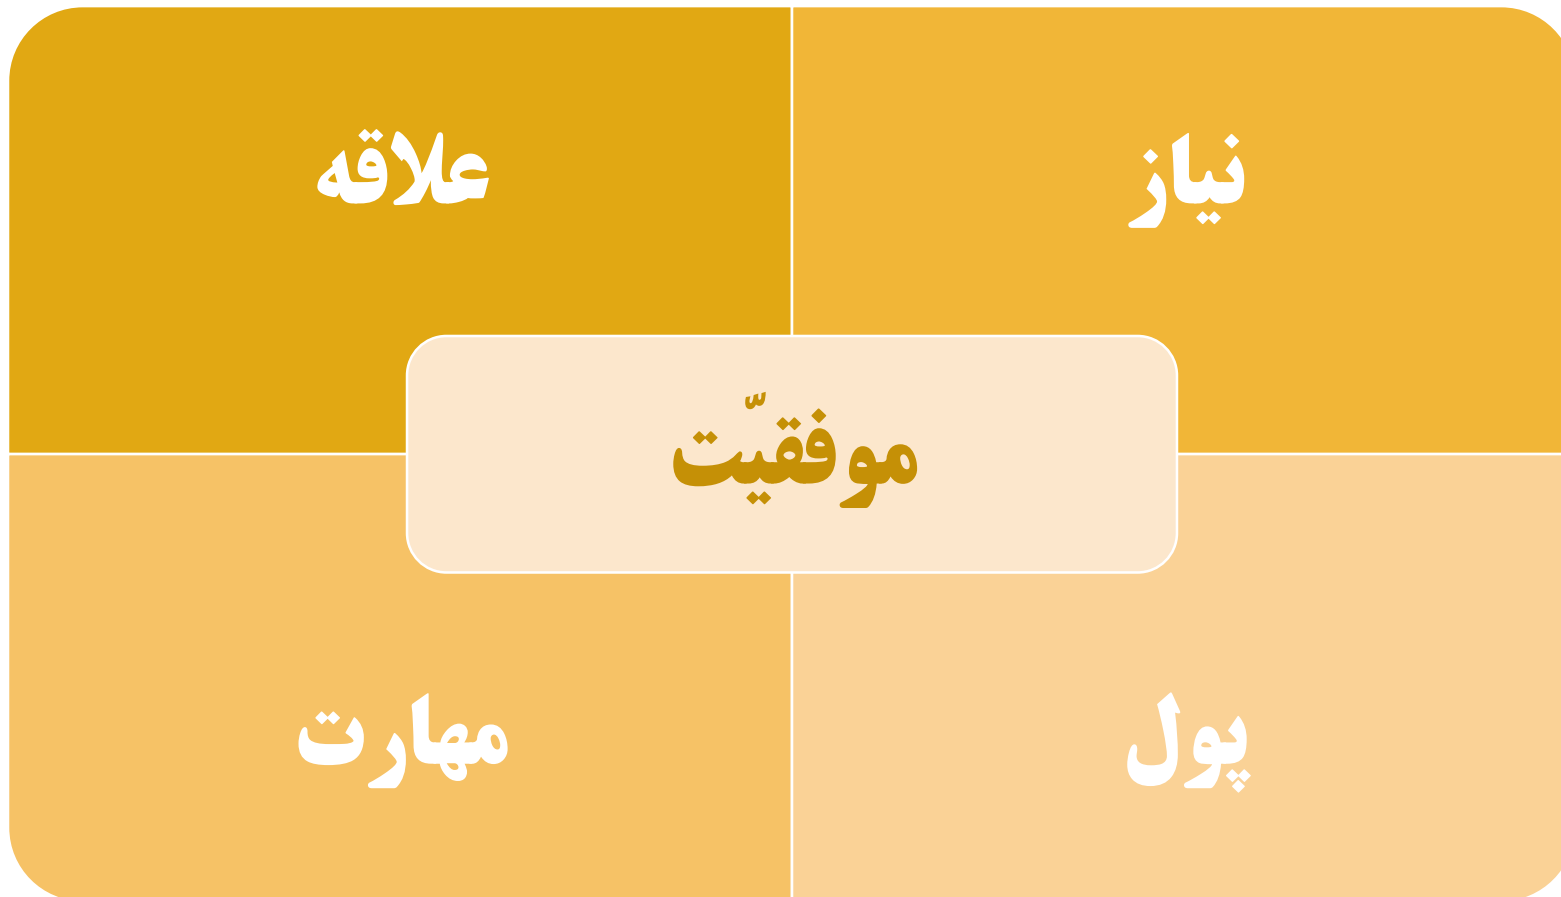 نیاز
علاقه
موفقیّت
پول
مهارت